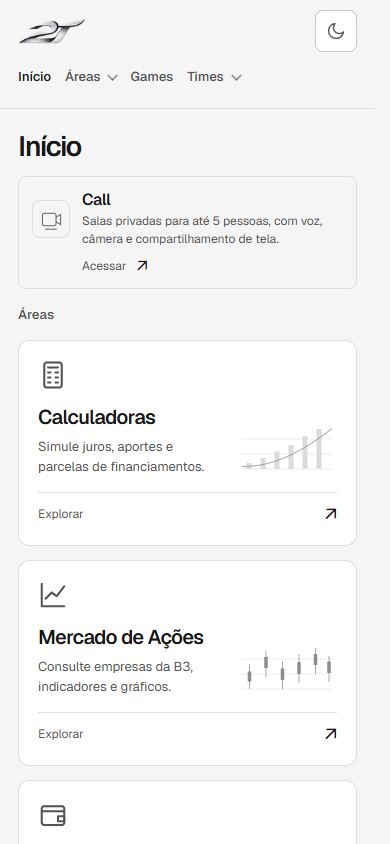 Início Áreas Games Times
Início
Call
Salas privadas para até 5 pessoas, com voz,
câmera e compartilhamento de tela.
Acessar
Áreas
Calculadoras
Simule juros, aportes e
parcelas de financiamentos.
Explorar
Mercado de Ações
Consulte empresas da B3,
indicadores e gráficos.
Explorar